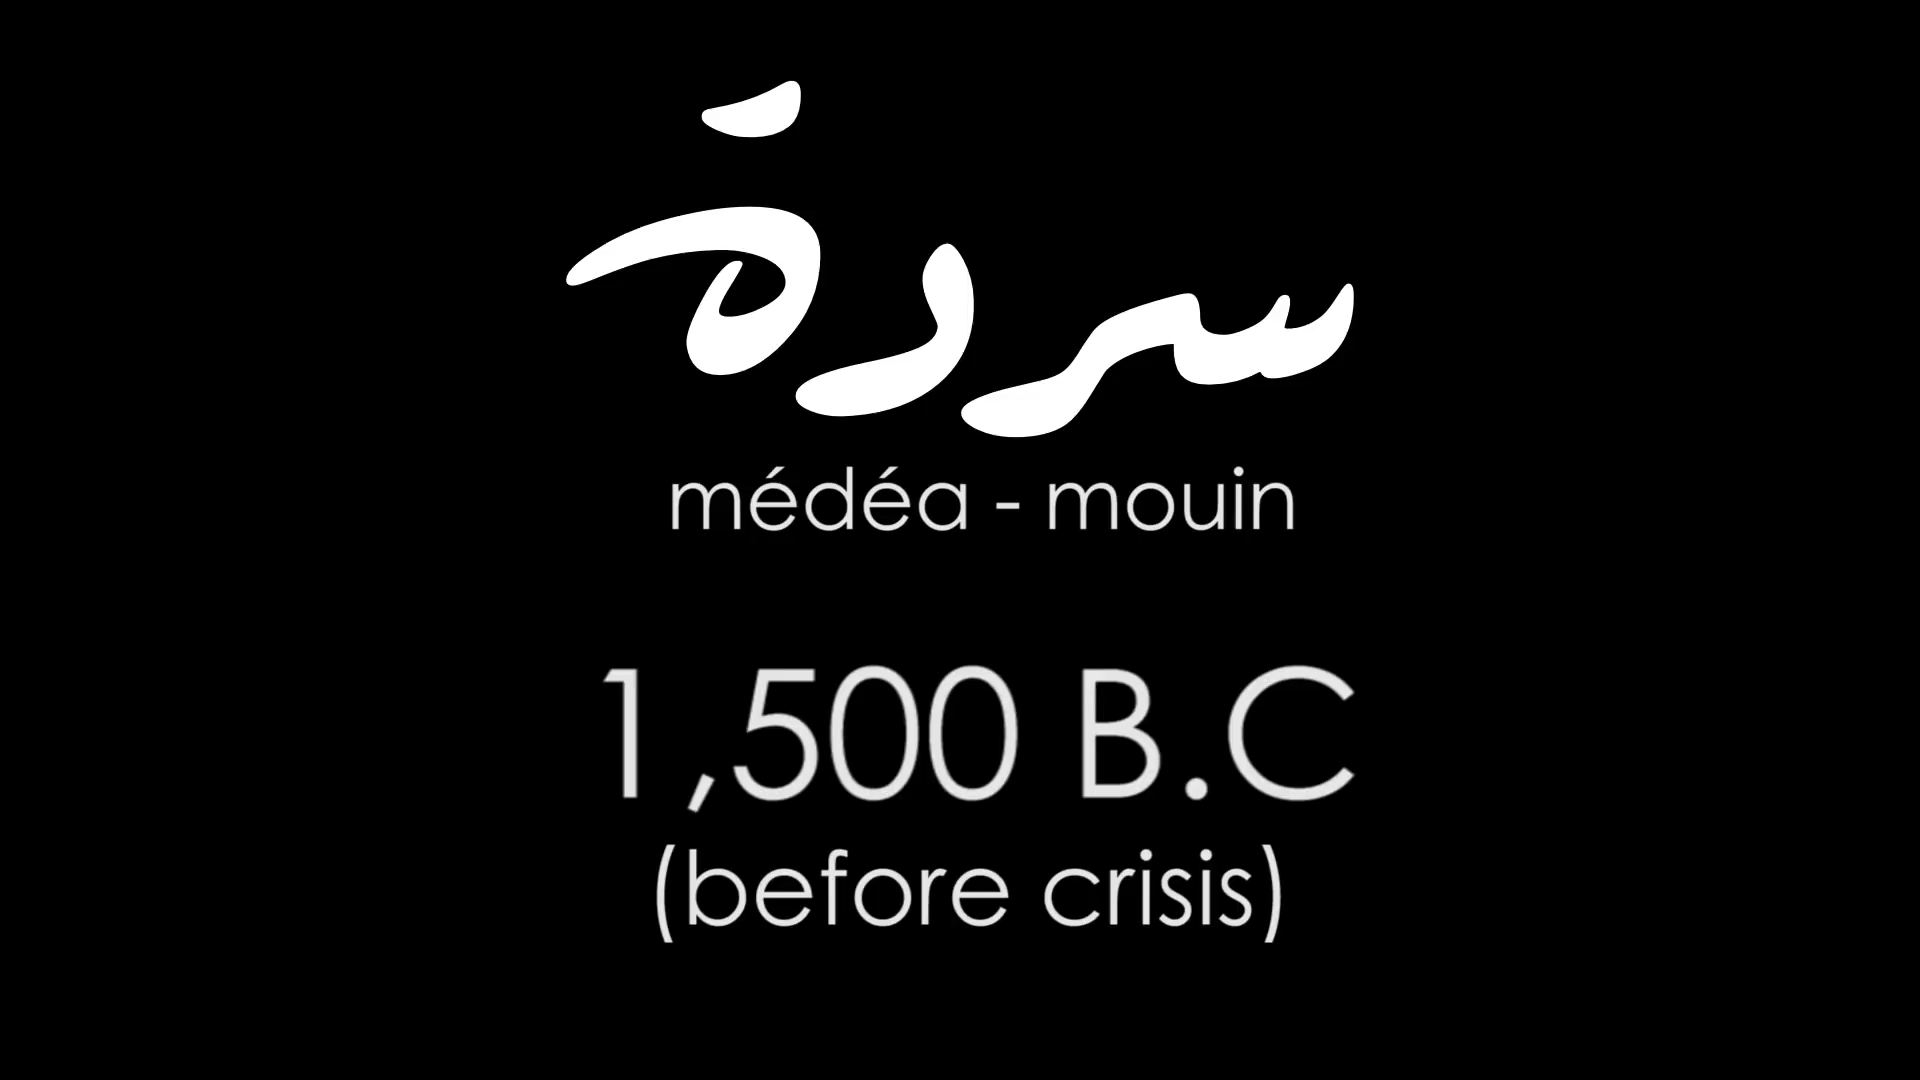 سردة
médéa - mouin
1,500 B.C
(before crisis)